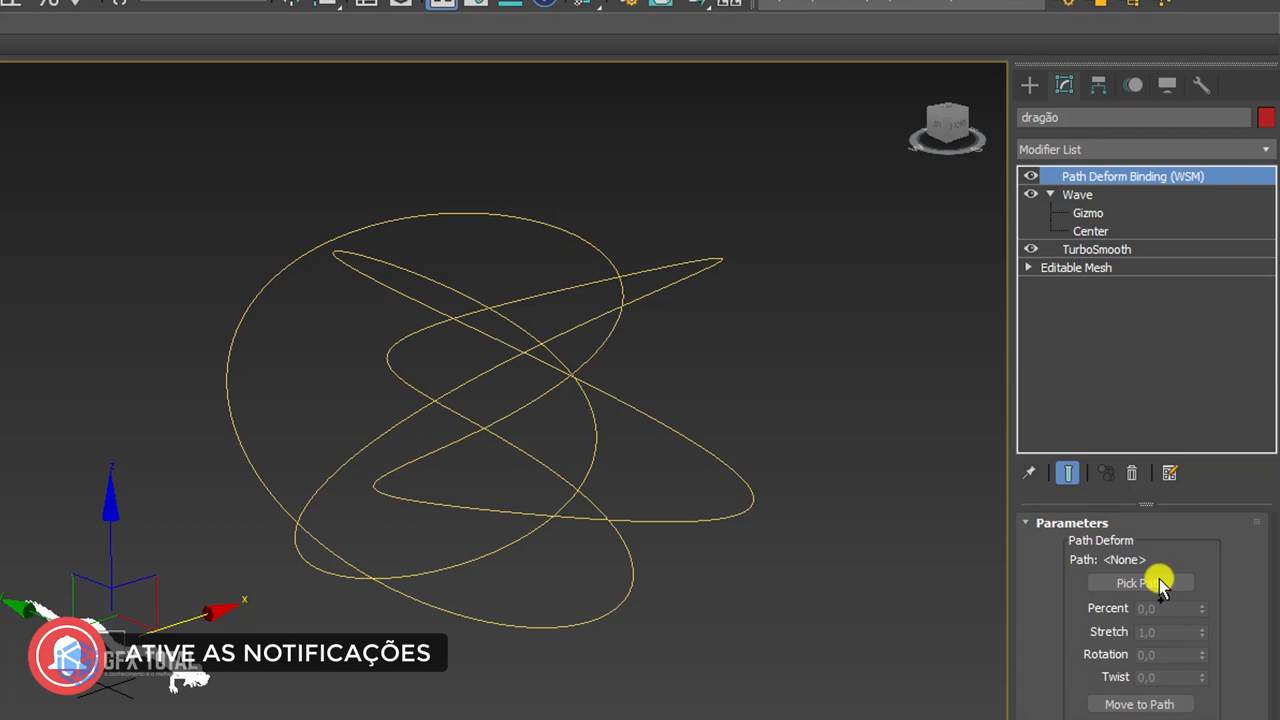 dragão
Modifier List
Path Deform Binding (WSM)
Wave
Gizmo
Center
TurboSmooth
Editable Mesh
Parameters
Path Deform
Path: <None>
Pick
Percent 0,0
Stretch 1,0
Rotation 0,0
Twist 0,0
Move to Path
z
x
ATIVE AS NOTIFICAÇÕES
GFX TOTAL